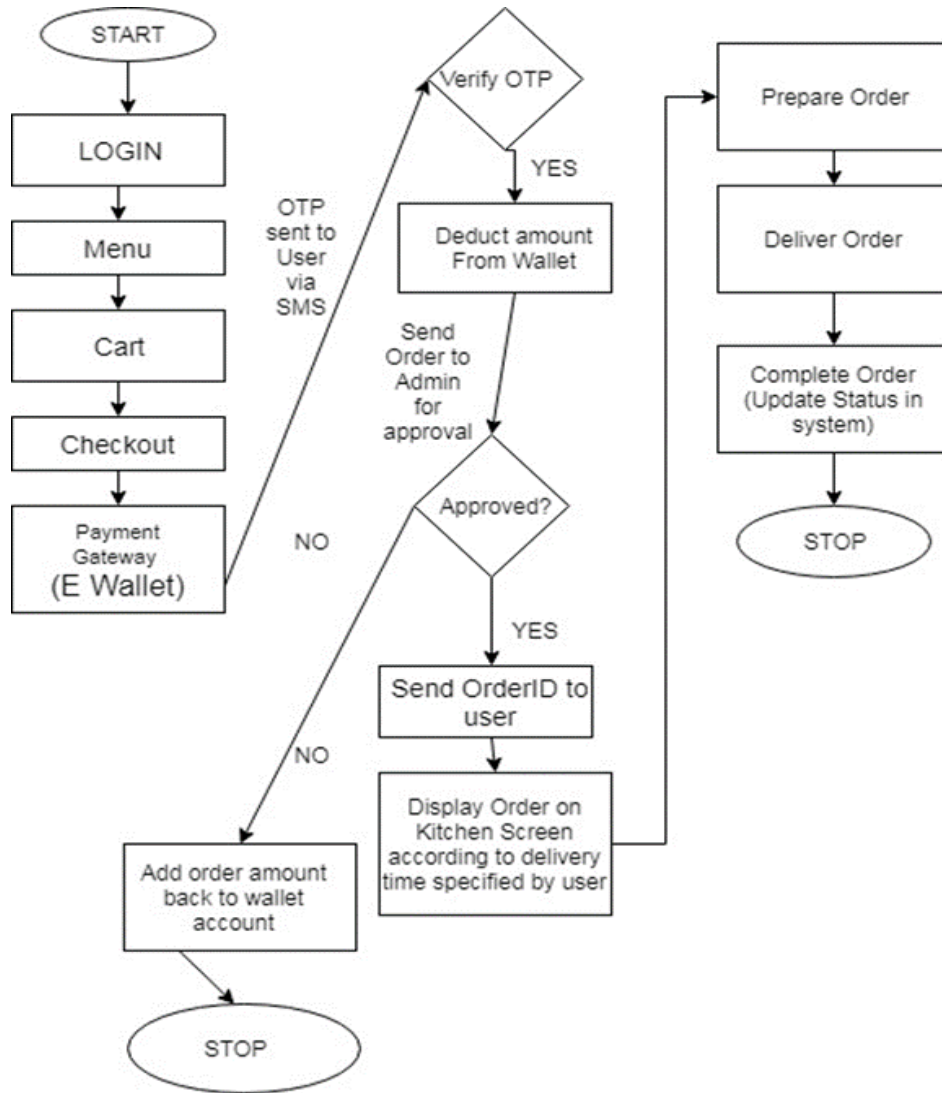 START
LOGIN
Menu
Cart
Checkout
Payment
Gateway
(E Wallet)
OTP
sent to
User
via
SMS
Verify OTP
YES
Deduct amount
From Wallet
Send
Order to
Admin
for
approval
Approved?
NO
YES
NO
Send OrderID to
user
Display Order on
Kitchen Screen
according to delivery
time specified by user
Add order amount
back to wallet
account
STOP
Prepare Order
Deliver Order
Complete Order
(Update Status in
system)
STOP